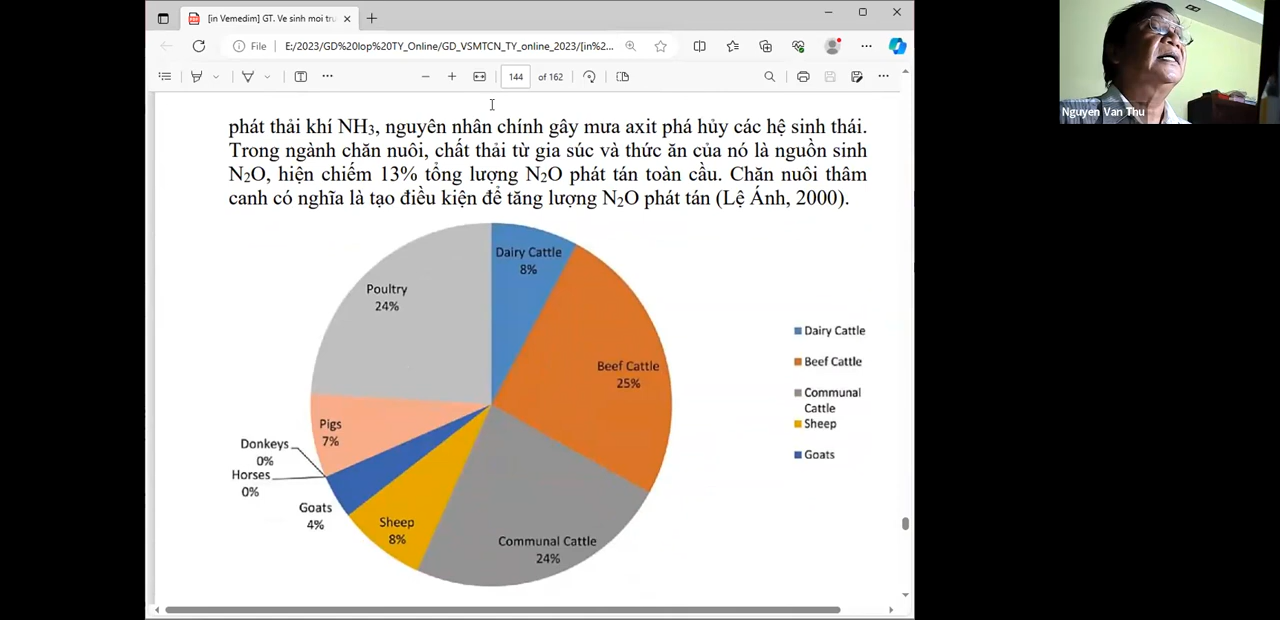 [in Vemedim] GT. Ve sinh moi tru
File
E:/2023/GD%20lop%20TY_Online/GD_VSMTCN_TY_online_2023/[in%2...
144
of 162
phát thải khí NH₃, nguyên nhân chính gây mưa axit phá hủy các hệ sinh thái.
Trong ngành chăn nuôi, chất thải từ gia súc và thức ăn của nó là nguồn sinh
N₂O, hiện chiếm 13% tổng lượng N₂O phát tán toàn cầu. Chăn nuôi thâm
canh có nghĩa là tạo điều kiện để tăng lượng N₂O phát tán (Lệ Ánh, 2000).
Dairy Cattle
8%
Poultry
24%
Beef Cattle
25%
Pigs
7%
Donkeys
0%
Horses
0%
Goats
4%
Sheep
8%
Communal Cattle
24%
Dairy Cattle
Beef Cattle
Communal
Cattle
Sheep
Goats
Nguyen Van Thu